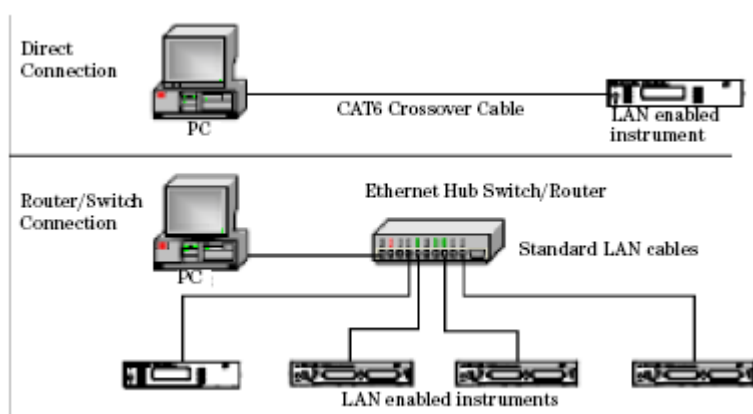 Direct
Connection
PC
CAT6 Crossover Cable
LAN enabled
instrument
Router/Switch
Connection
Ethernet Hub Switch/Router
Standard LAN cables
PC
LAN enabled instruments